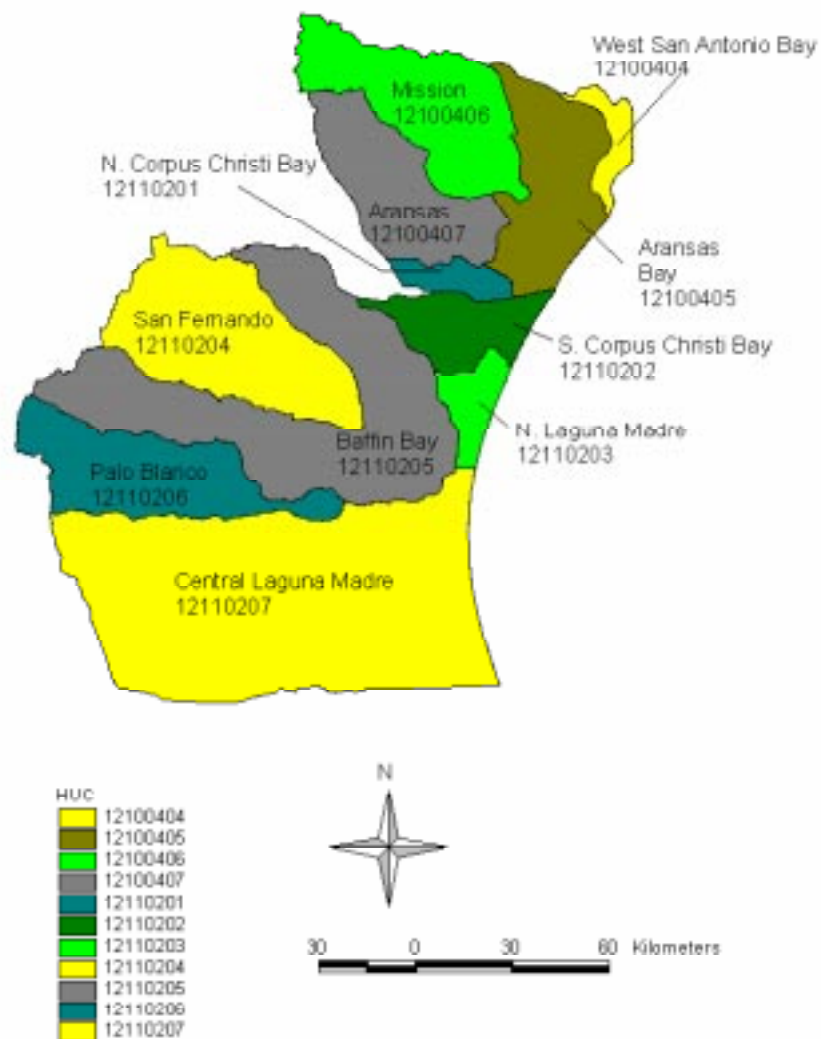 West San Antonio Bay
12100404
Mission
12100406
N. Corpus Christi Bay
12110201
Aransas
12100407
Aransas
Bay
12100405
San Fernando
12110204
S. Corpus Christi Bay
12110202
N. Laguna Madre
12110203
Baffin Bay
12110205
Palo Blanco
12110206
Central Laguna Madre
12110207
N
HUC
12100404
12100405
12100406
12100407
12110201
12110202
12110203
12110204
12110205
12110206
12110207
30 0 30 60 Kilometers